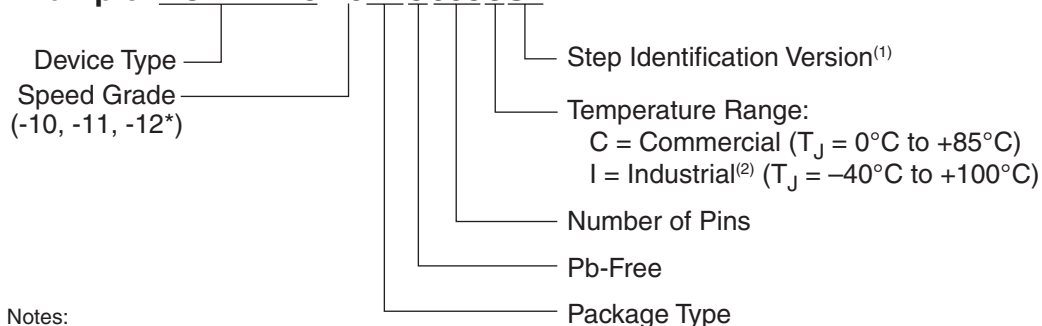 Device Type
Step Identification Version(1)
Speed Grade
(-10, -11, -12*)
Temperature Range:
C = Commercial (TJ = 0°C to +85°C)
I = Industrial(2) (TJ = –40°C to +100°C)
Number of Pins
Pb-Free
Package Type
Notes: